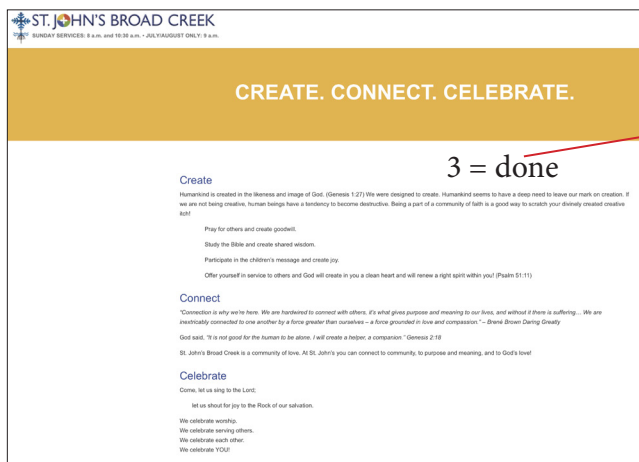 ST. JOHN'S BROAD CREEK
SUNDAY SERVICES: 8 a.m. and 10:30 a.m. • JULY/AUGUST ONLY: 9 a.m.
CREATE. CONNECT. CELEBRATE.
3 = done
Create
Humankind is created in the likeness and image of God. (Genesis 1:27) We were designed to create. Humankind seems to have a deep need to leave our mark on creation. If
we are not being creative, human beings have a tendency to become destructive. Being a part of a community of faith is a good way to scratch your divinely created creative
itch!
Pray for others and create goodwill.
Study the Bible and create shared wisdom.
Participate in the children's message and create joy.
Offer yourself in service to others and God will create in you a clean heart and will renew a right spirit within you! (Psalm 51:11)
Connect
"Connection is why we're here. We are hardwired to connect with others, it's what gives purpose and meaning to our lives, and without it there is suffering… We are
inextricably connected to one another by a force greater than ourselves – a force grounded in love and compassion." – Brené Brown Daring Greatly
God said, "It is not good for the human to be alone. I will create a helper, a companion." Genesis 2:18
St. John's Broad Creek is a community of love. At St. John's you can connect to community, to purpose and meaning, and to God's love!
Celebrate
Come, let us sing to the Lord;
let us shout for joy to the Rock of our salvation.
We celebrate worship.
We celebrate serving others.
We celebrate each other.
We celebrate YOU!